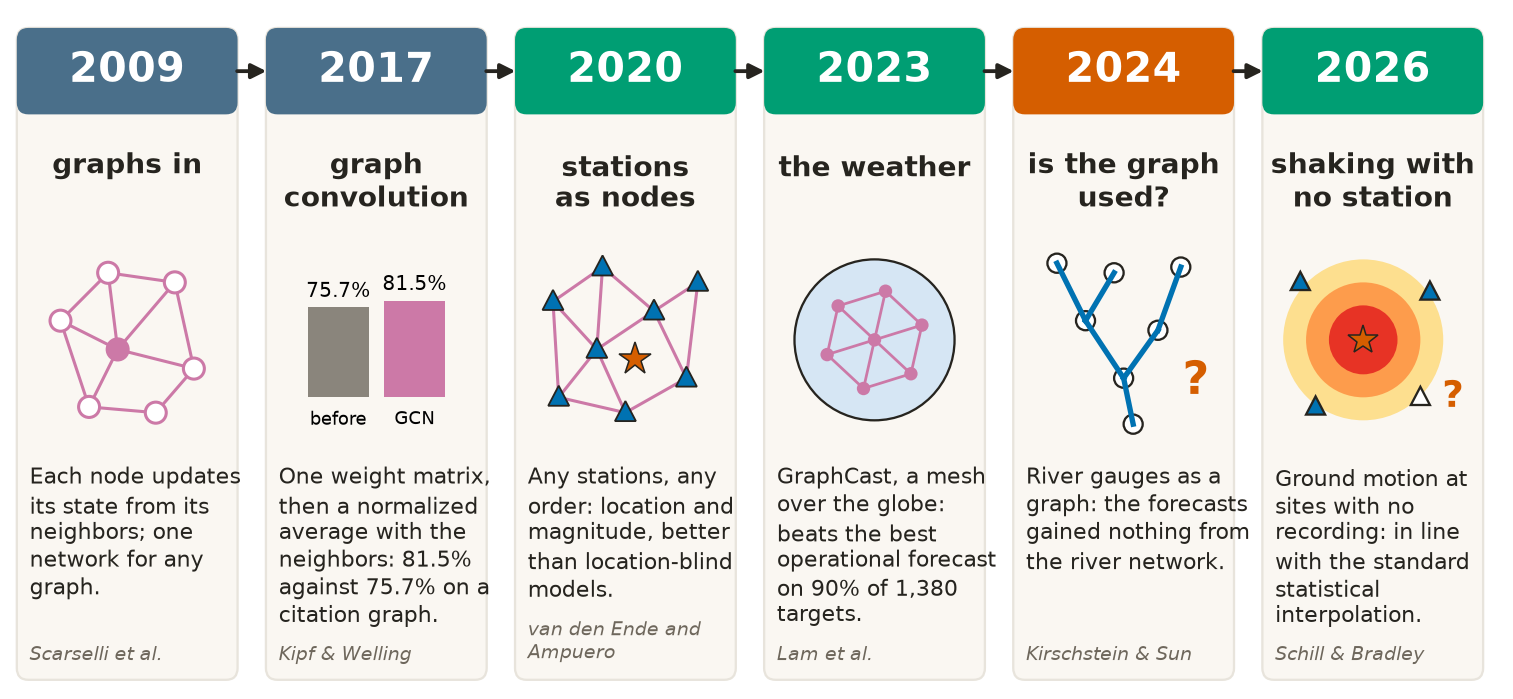 2009
graphs in
Each node updates
its state from its
neighbors; one
network for any
graph.
Scarselli et al.
2017
graph
convolution
75.7%
81.5%
before
GCN
One weight matrix,
then a normalized
average with the
neighbors: 81.5%
against 75.7% on a
citation graph.
Kipf & Welling
2020
stations
as nodes
Any stations, any
order: location and
magnitude, better
than location-blind
models.
van den Ende and
Ampuero
2023
the weather
GraphCast, a mesh
over the globe:
beats the best
operational forecast
on 90% of 1,380
targets.
Lam et al.
2024
is the graph
used?
?
River gauges as a
graph: the forecasts
gained nothing from
the river network.
Kirschstein & Sun
2026
shaking with
no station
?
Ground motion at
sites with no
recording: in line
with the standard
statistical
interpolation.
Schill & Bradley